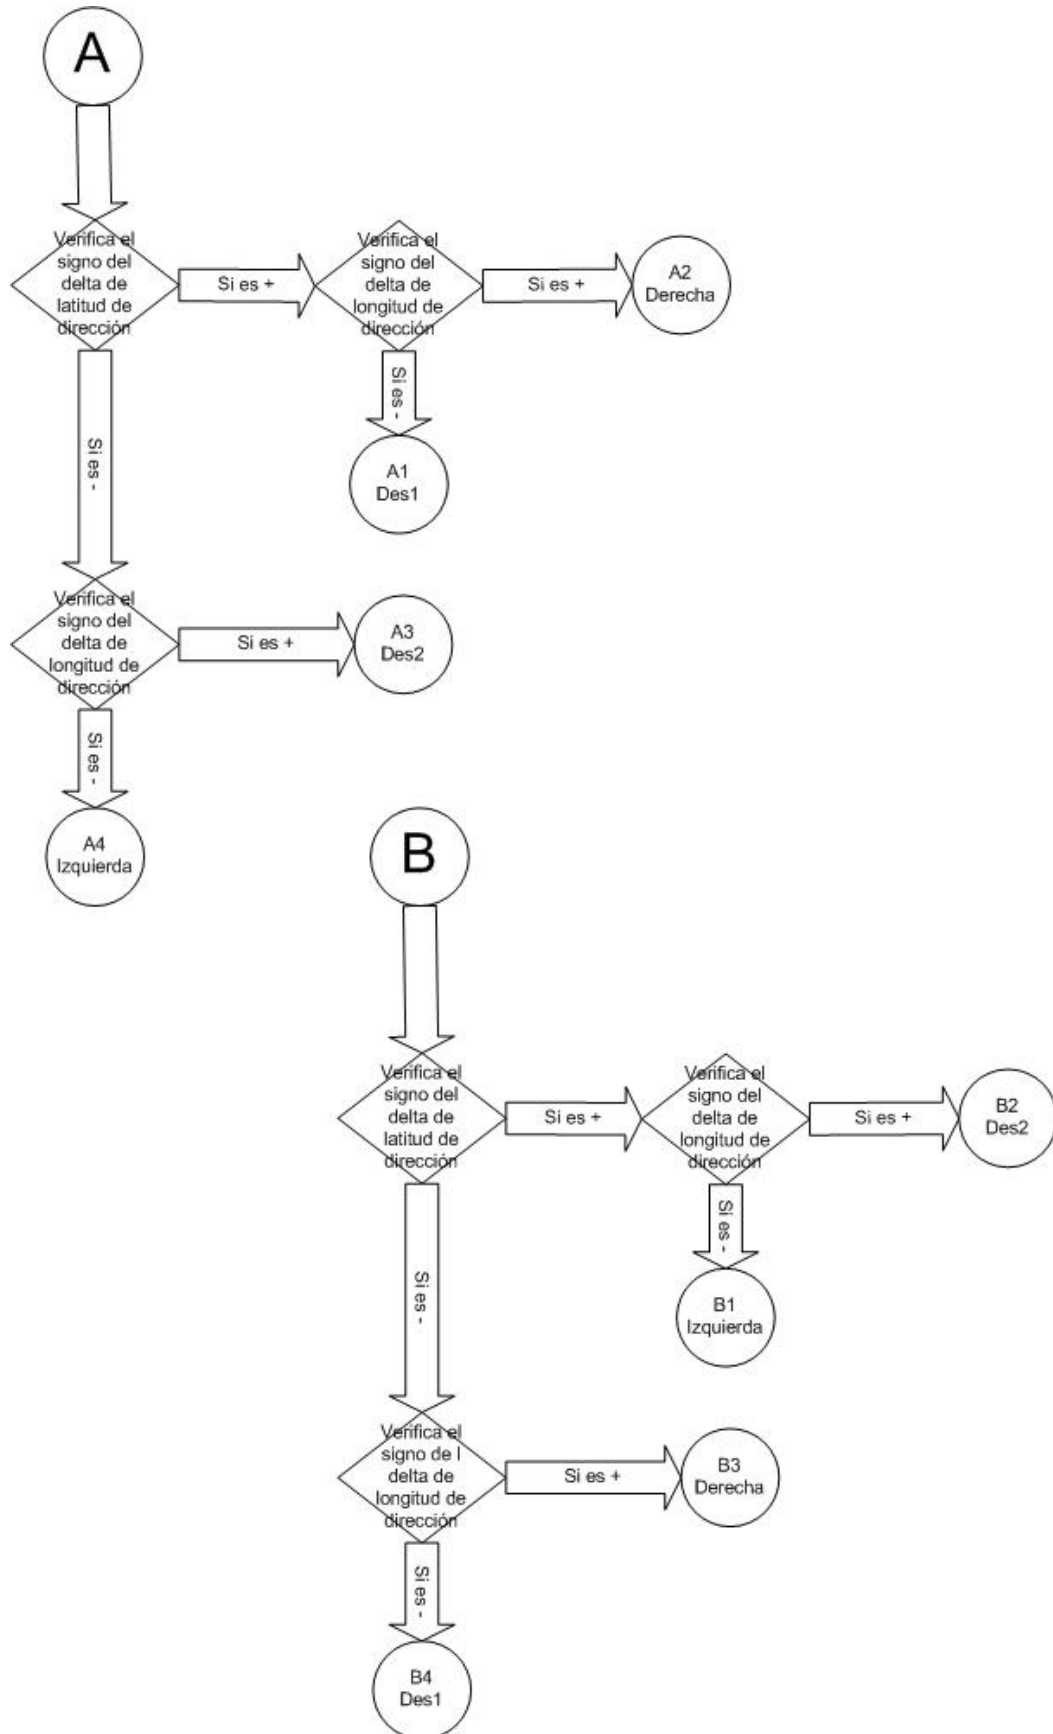 A
Verifica el
signo del
delta de
latitud de
dirección
Si es +
Verifica el
signo del
delta de
longitud de
dirección
Si es +
A2
Derecha
Si es -
A1
Des1
Si es -
Verifica el
signo del
delta de
longitud de
dirección
Si es +
A3
Des2
Si es -
A4
Izquierda
B
Verifica el
signo del
delta de
latitud de
dirección
Si es +
Verifica el
signo del
delta de
longitud de
dirección
Si es +
B2
Des2
Si es -
B1
Izquierda
Si es -
Verifica el
signo de l
delta de
longitud de
dirección
Si es +
B3
Derecha
Si es -
B4
Des1